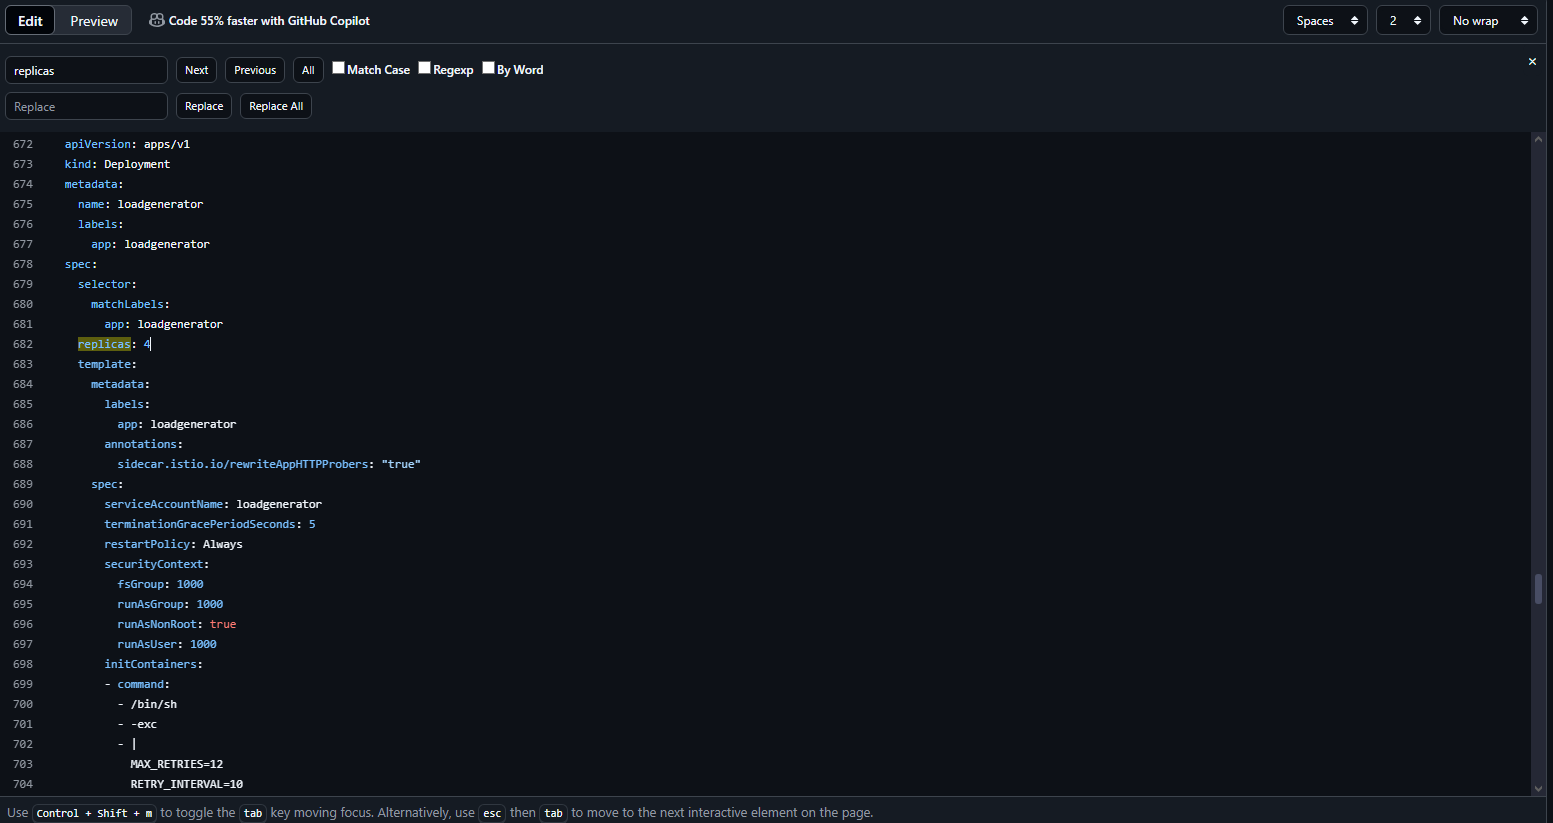 Edit Preview Code 55% faster with GitHub Copilot Spaces 2 No wrap
replicas Next Previous All Match Case Regexp By Word ×
Replace Replace Replace All
672 apiVersion: apps/v1
673 kind: Deployment
674 metadata:
675 name: loadgenerator
676 labels:
677 app: loadgenerator
678 spec:
679 selector:
680 matchLabels:
681 app: loadgenerator
682 replicas: 4
683 template:
684 metadata:
685 labels:
686 app: loadgenerator
687 annotations:
688 sidecar.istio.io/rewriteAppHTTPProbers: "true"
689 spec:
690 serviceAccountName: loadgenerator
691 terminationGracePeriodSeconds: 5
692 restartPolicy: Always
693 securityContext:
694 fsGroup: 1000
695 runAsGroup: 1000
696 runAsNonRoot: true
697 runAsUser: 1000
698 initContainers:
699 - command:
700 - /bin/sh
701 - -exc
702 - |
703 MAX_RETRIES=12
704 RETRY_INTERVAL=10
Use Control + Shift + m to toggle the tab key moving focus. Alternatively, use esc then tab to move to the next interactive element on the page.